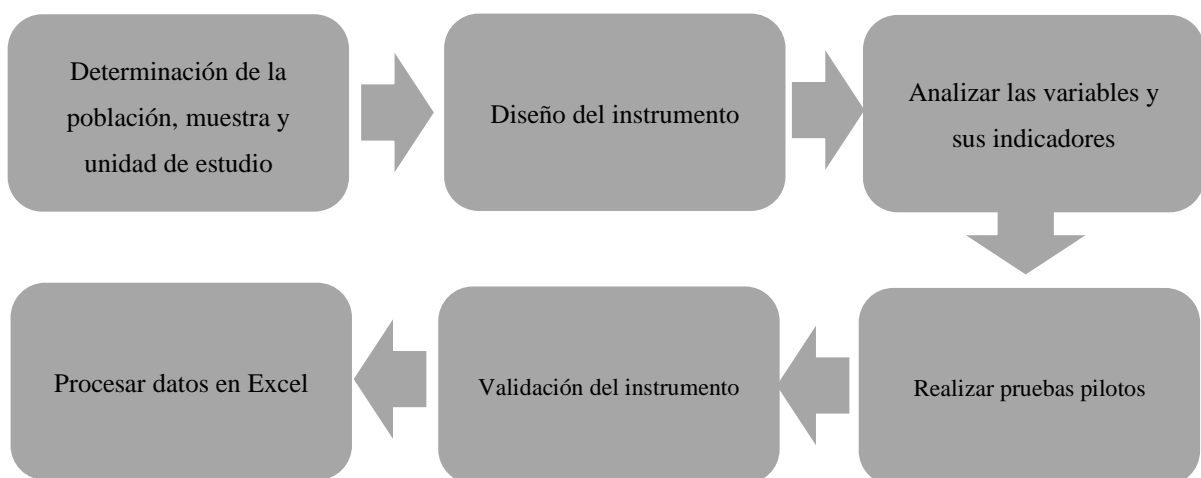 Determinación de la
población, muestra y
unidad de estudio
Diseño del instrumento
Analizar las variables y
sus indicadores
Realizar pruebas pilotos
Validación del instrumento
Procesar datos en Excel